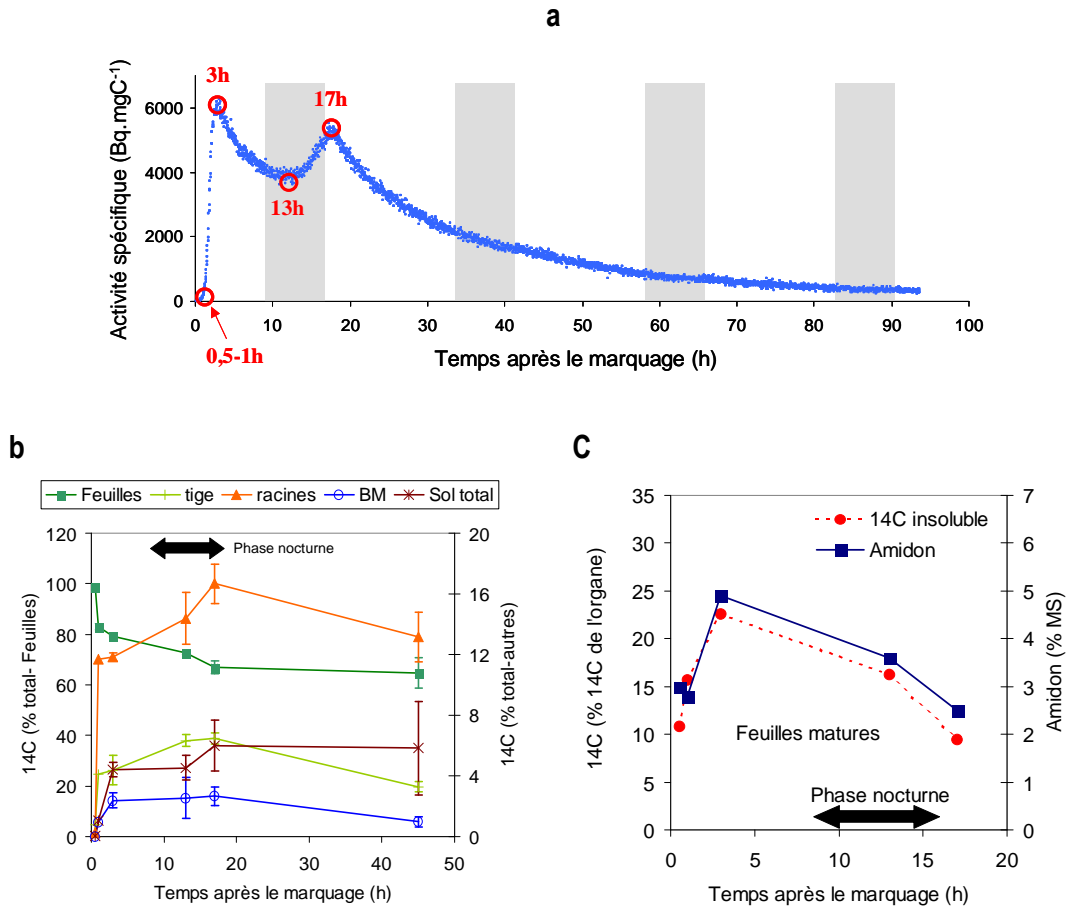 a
Activité spécifique (Bq.mgC-1)
6000
4000
2000
0
3h
17h
13h
0,5-1h
0 10 20 30 40 50 60 70 80 90 100
Temps après le marquage (h)
b
Feuilles tige racines BM Sol total
14C (% total- Feuilles)
120
100
80
60
40
20
0
Phase nocturne
20
16
12
8
4
0
14C (% total-autres)
0 10 20 30 40 50
Temps après le marquage (h)
C
14C (% 14C de l'organe)
35
30
25
20
15
10
5
0
14C insoluble
Amidon
Feuilles matures
Phase nocturne
7
6
5
4
3
2
1
0
Amidon (% MS)
0 5 10 15 20
Temps après le marquage (h)